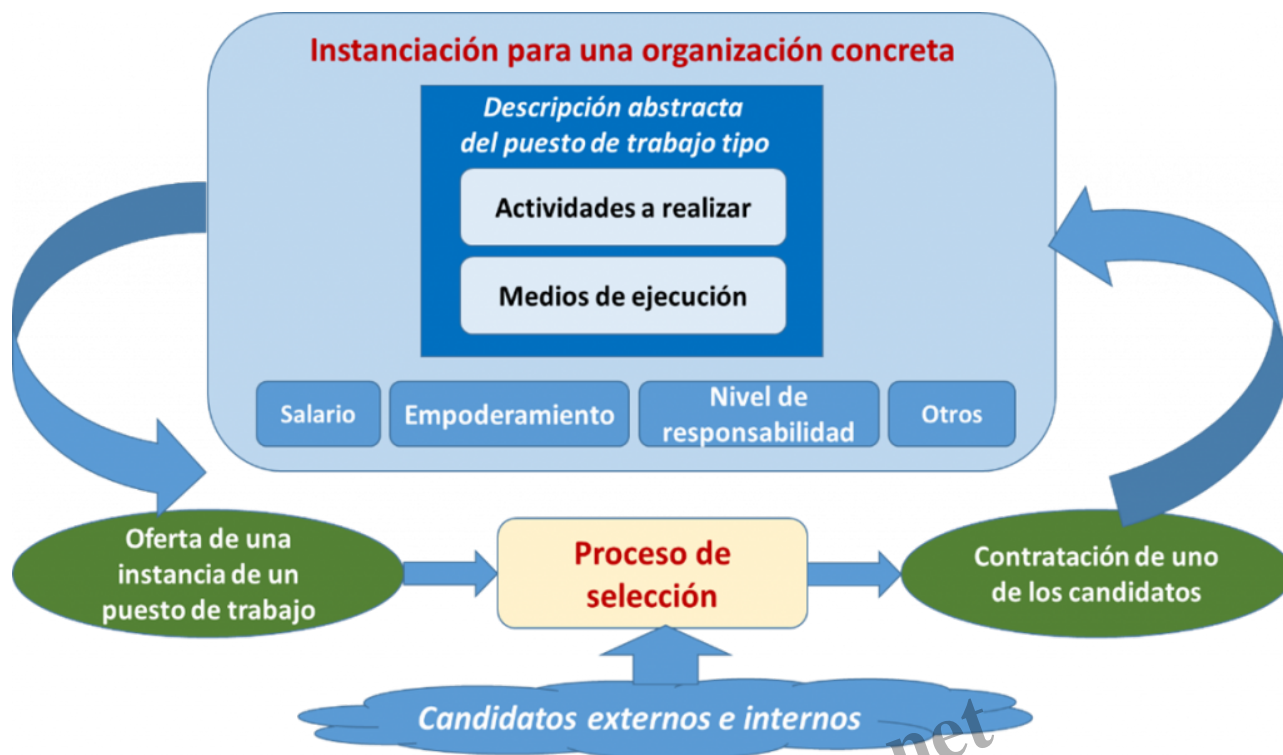 Instanciación para una organización concreta
Descripción abstracta
del puesto de trabajo tipo
Actividades a realizar
Medios de ejecución
Salario
Empoderamiento
Nivel de
responsabilidad
Otros
Oferta de una
instancia de un
puesto de trabajo
Proceso de
selección
Contratación de uno
de los candidatos
Candidatos externos e internos
net